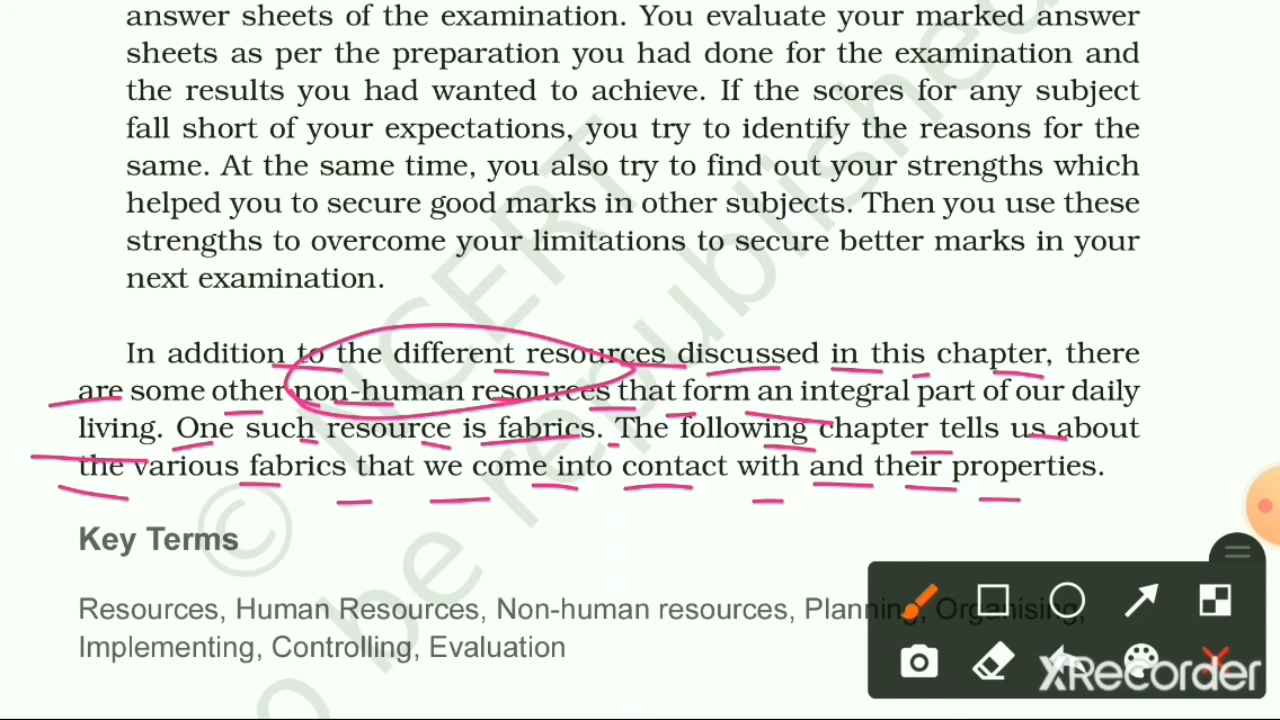 answer sheets of the examination. You evaluate your marked answer
sheets as per the preparation you had done for the examination and
the results you had wanted to achieve. If the scores for any subject
fall short of your expectations, you try to identify the reasons for the
same. At the same time, you also try to find out your strengths which
helped you to secure good marks in other subjects. Then you use these
strengths to overcome your limitations to secure better marks in your
next examination.
In addition to the different resources discussed in this chapter, there
are some other non-human resources that form an integral part of our daily
living. One such resource is fabrics. The following chapter tells us about
the various fabrics that we come into contact with and their properties.
Key Terms
Resources, Human Resources, Non-human resources, Planning, Organising,
Implementing, Controlling, Evaluation
© NCERT
o be republished
XRecorder